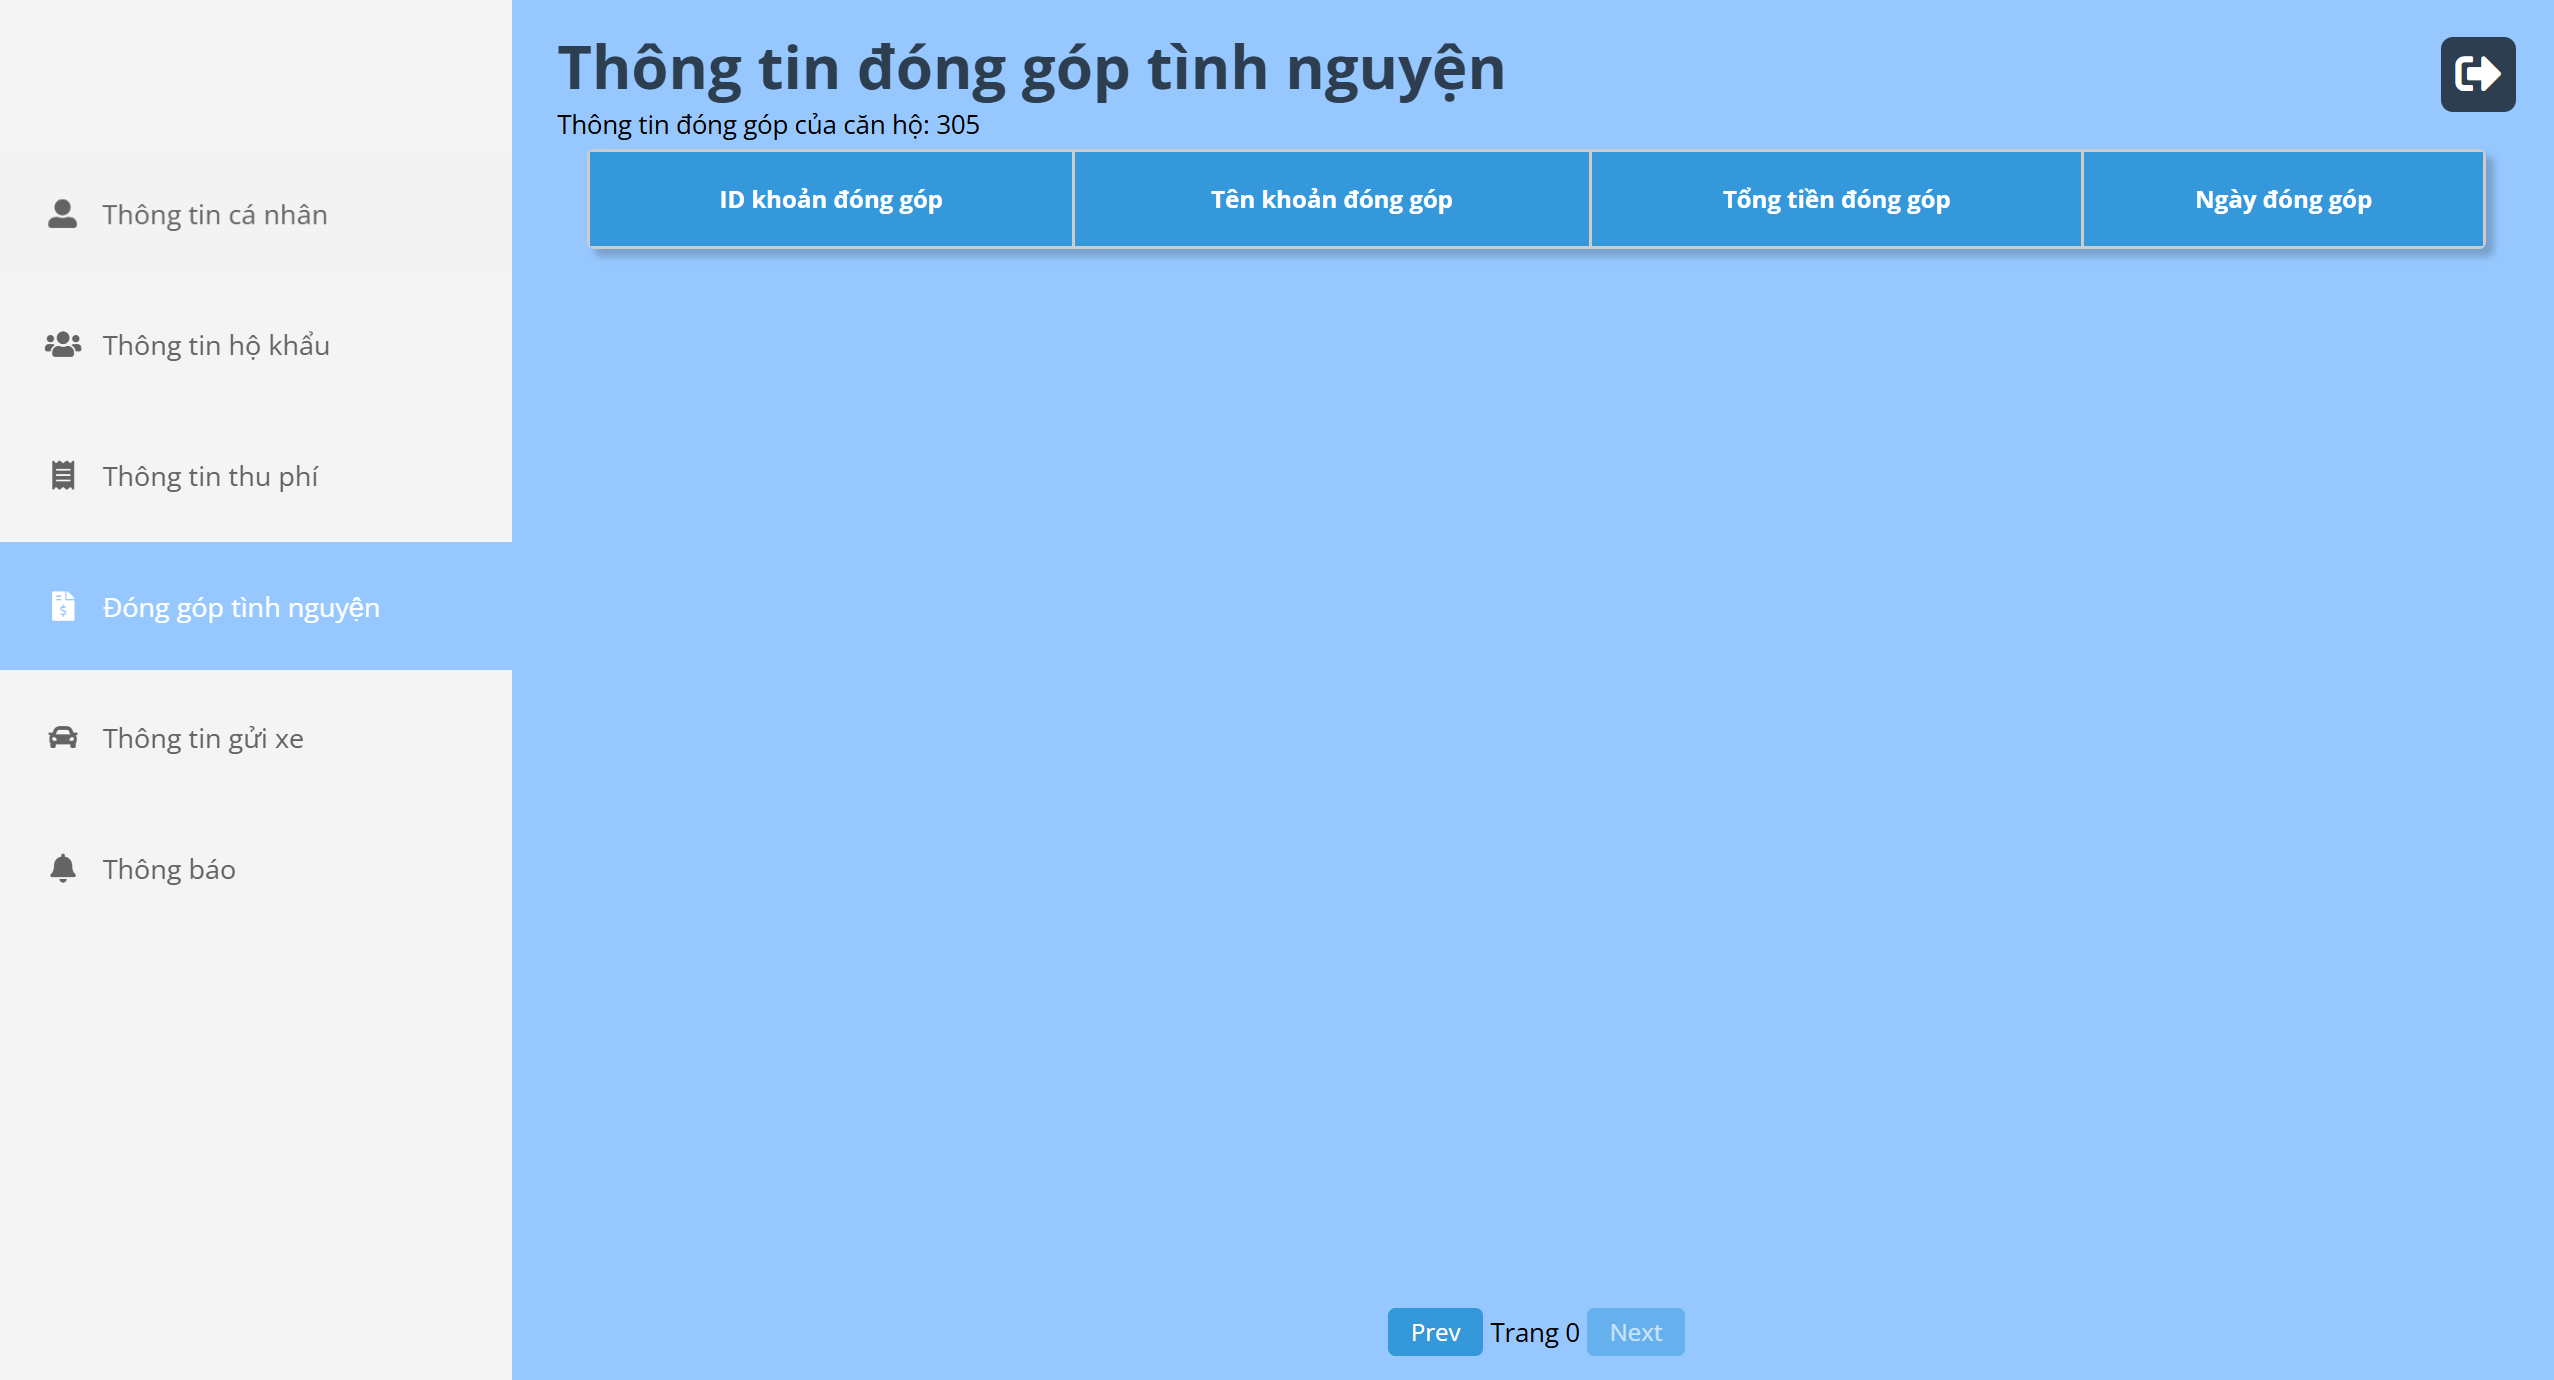 Thông tin cá nhân
Thông tin hộ khẩu
Thông tin thu phí
Đóng góp tình nguyện
Thông tin gửi xe
Thông báo
Thông tin đóng góp tình nguyện
Thông tin đóng góp của căn hộ: 305
ID khoản đóng góp
Tên khoản đóng góp
Tổng tiền đóng góp
Ngày đóng góp
Prev Trang 0 Next